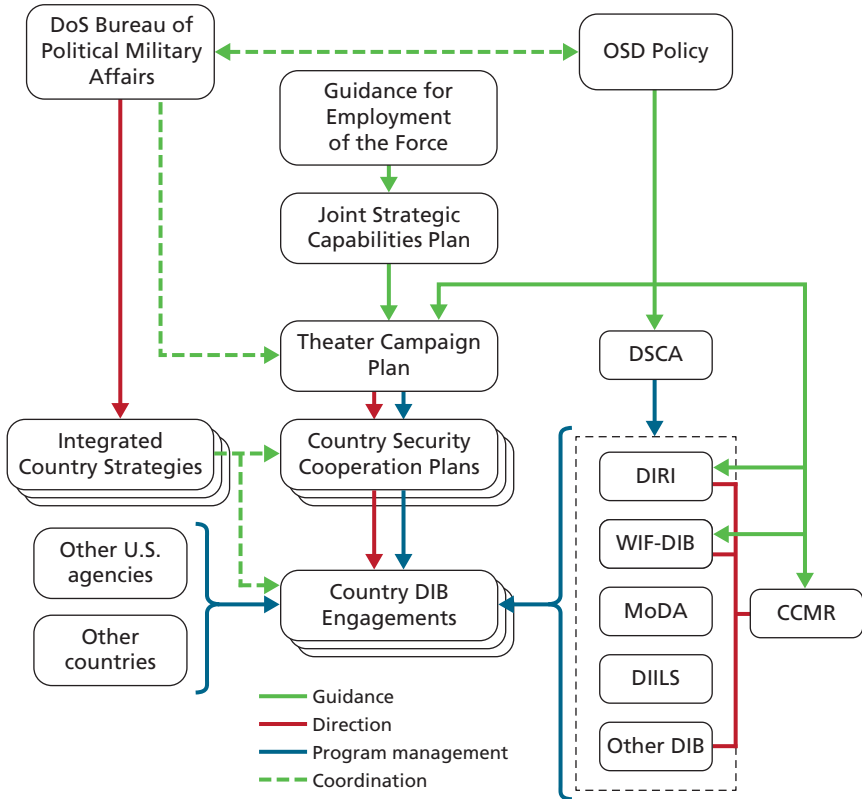 DoS Bureau of
Political Military
Affairs
OSD Policy
Guidance for
Employment
of the Force
Joint Strategic
Capabilities Plan
Theater Campaign
Plan
DSCA
Integrated
Country Strategies
Country Security
Cooperation Plans
DIRI
Other U.S.
agencies
WIF-DIB
Country DIB
Engagements
MoDA
CCMR
Other
countries
DIILS
Other DIB
Guidance
Direction
Program management
Coordination